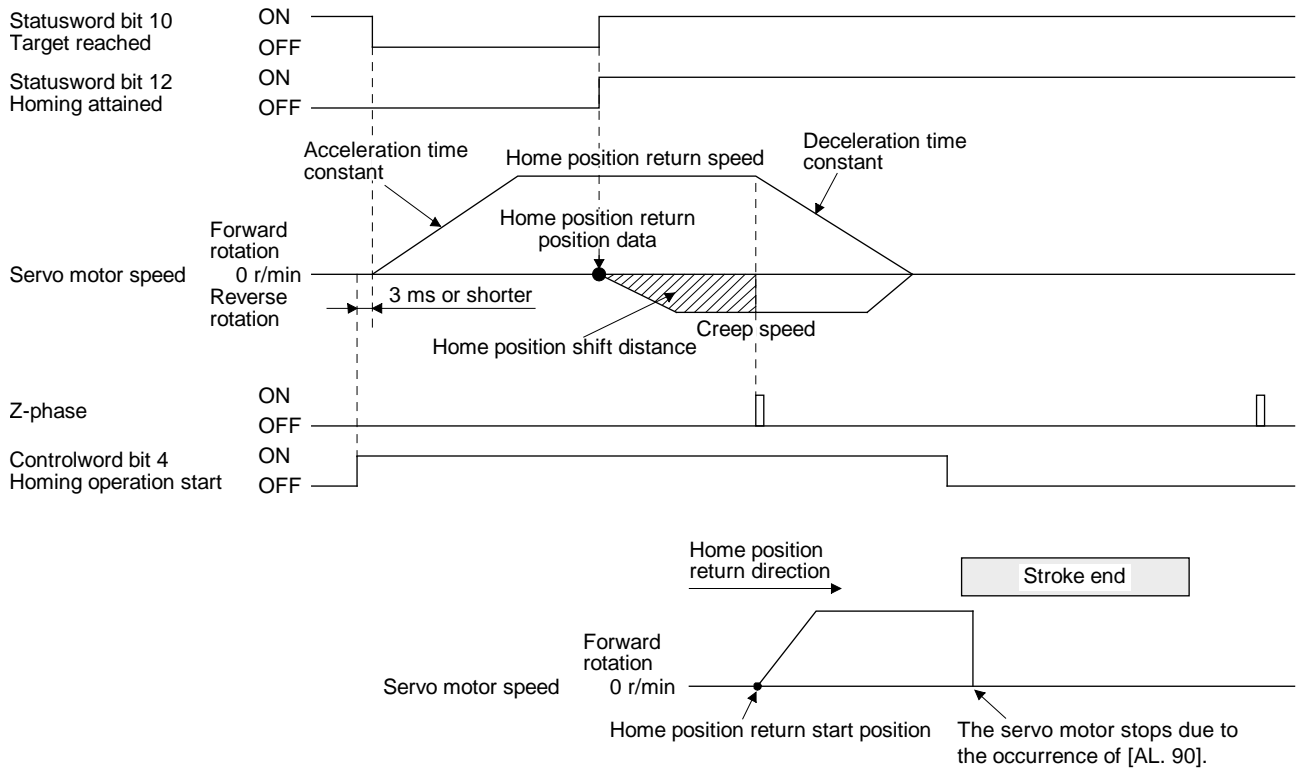 Statusword bit 10
Target reached
ON
OFF
Statusword bit 12
Homing attained
ON
OFF
Acceleration time
constant
Home position return speed
Deceleration time
constant
Home position return
position data
Forward
rotation
Servo motor speed
0 r/min
Reverse
rotation
3 ms or shorter
Creep speed
Home position shift distance
Z-phase
ON
OFF
Controlword bit 4
Homing operation start
ON
OFF
Home position
return direction
Stroke end
Forward
rotation
Servo motor speed
0 r/min
Home position return start position
The servo motor stops due to
the occurrence of [AL. 90].